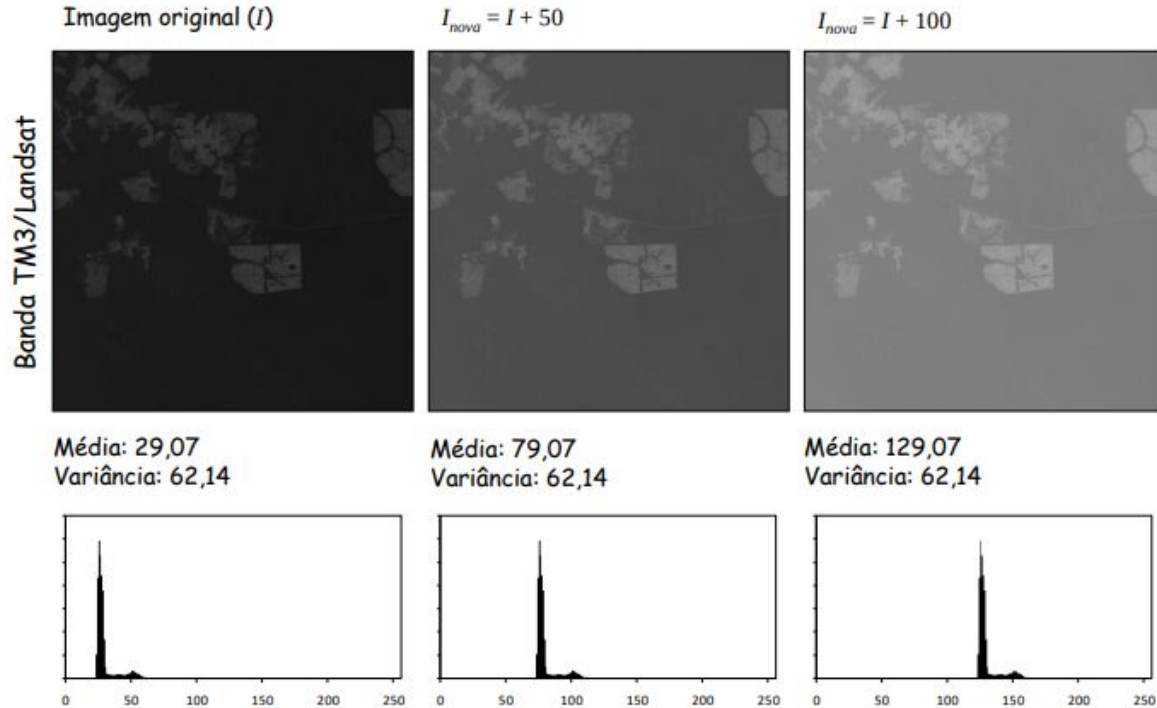 Imagem original (I)
I_nova = I + 50
I_nova = I + 100
Banda TM3/Landsat
Média: 29,07
Variância: 62,14
Média: 79,07
Variância: 62,14
Média: 129,07
Variância: 62,14
0 50 100 150 200 250
0 50 100 150 200 250
0 50 100 150 200 250